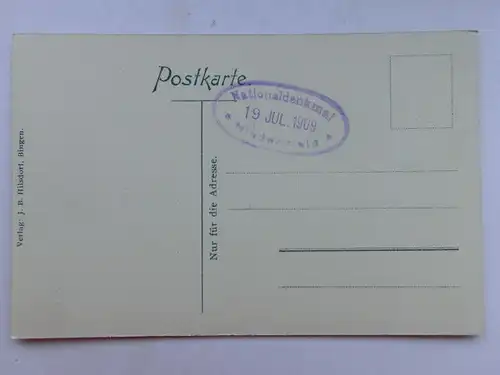 Postkarte.
Nationaldenkmal
19 JUL. 1909
* Niederwald *
Nur für die Adresse.
Verlag: J. B. Hilsdorf, Bingen.